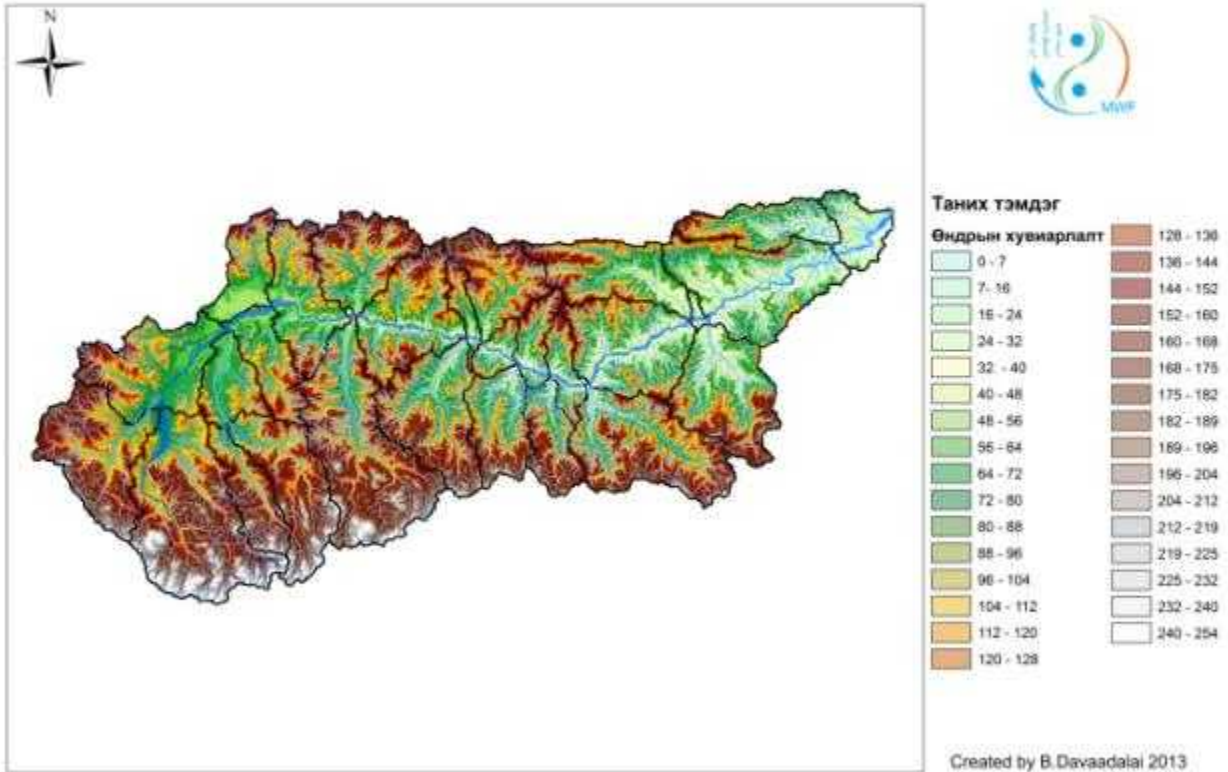 N
MWP
Таних тэмдэг
Өндрын хувиарлалт
0 - 7
7- 16
16 - 24
24 - 32
32 - 40
40 - 48
48 - 56
56 - 64
64 - 72
72 - 80
80 - 88
88 - 96
96 - 104
104 - 112
112 - 120
120 - 128
128 - 136
136 - 144
144 - 152
152 - 160
160 - 168
168 - 175
175 - 182
182 - 189
189 - 196
196 - 204
204 - 212
212 - 219
219 - 225
225 - 232
232 - 240
240 - 254
Created by B.Davaadalai 2013